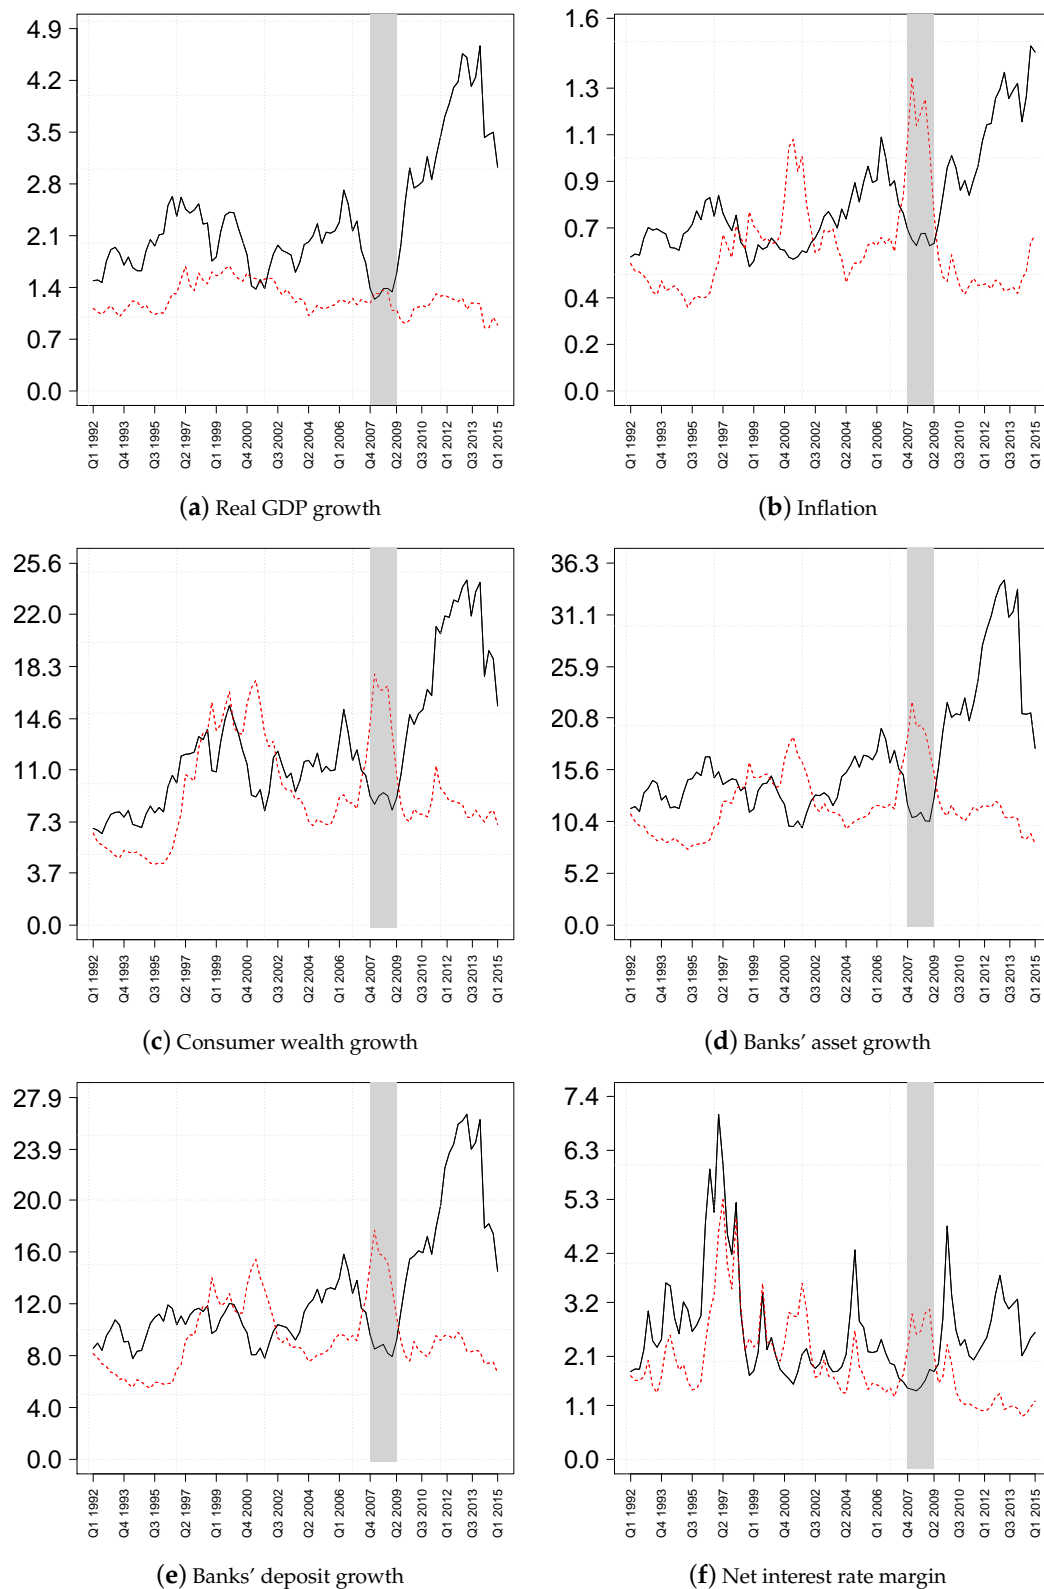 4.9
4.2
3.5
2.8
2.1
1.4
0.7
0.0
Q1 1992
Q4 1993
Q3 1995
Q2 1997
Q1 1999
Q4 2000
Q3 2002
Q2 2004
Q1 2006
Q4 2007
Q2 2009
Q3 2010
Q1 2012
Q3 2013
Q1 2015
(a) Real GDP growth
1.6
1.3
1.1
0.9
0.7
0.4
0.2
0.0
Q1 1992
Q4 1993
Q3 1995
Q2 1997
Q1 1999
Q4 2000
Q3 2002
Q2 2004
Q1 2006
Q4 2007
Q2 2009
Q3 2010
Q1 2012
Q3 2013
Q1 2015
(b) Inflation
25.6
22.0
18.3
14.6
11.0
7.3
3.7
0.0
Q1 1992
Q4 1993
Q3 1995
Q2 1997
Q1 1999
Q4 2000
Q3 2002
Q2 2004
Q1 2006
Q4 2007
Q2 2009
Q3 2010
Q1 2012
Q3 2013
Q1 2015
(c) Consumer wealth growth
36.3
31.1
25.9
20.8
15.6
10.4
5.2
0.0
Q1 1992
Q4 1993
Q3 1995
Q2 1997
Q1 1999
Q4 2000
Q3 2002
Q2 2004
Q1 2006
Q4 2007
Q2 2009
Q3 2010
Q1 2012
Q3 2013
Q1 2015
(d) Banks’ asset growth
27.9
23.9
20.0
16.0
12.0
8.0
4.0
0.0
Q1 1992
Q4 1993
Q3 1995
Q2 1997
Q1 1999
Q4 2000
Q3 2002
Q2 2004
Q1 2006
Q4 2007
Q2 2009
Q3 2010
Q1 2012
Q3 2013
Q1 2015
(e) Banks’ deposit growth
7.4
6.3
5.3
4.2
3.2
2.1
1.1
0.0
Q1 1992
Q4 1993
Q3 1995
Q2 1997
Q1 1999
Q4 2000
Q3 2002
Q2 2004
Q1 2006
Q4 2007
Q2 2009
Q3 2010
Q1 2012
Q3 2013
Q1 2015
(f) Net interest rate margin